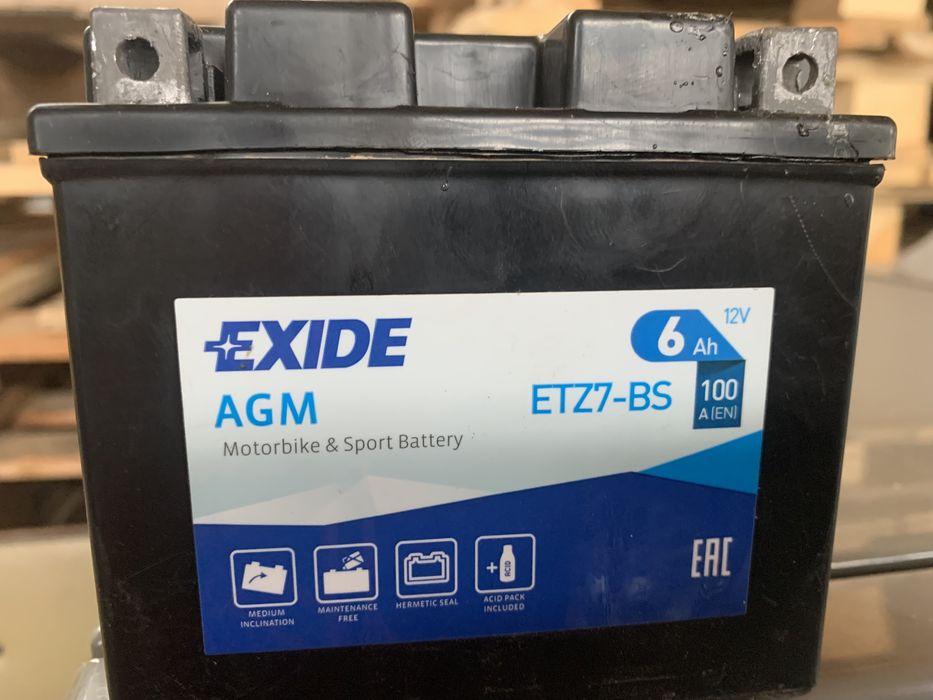 EXIDE
AGM
Motorbike & Sport Battery
12V
6 Ah
ETZ7-BS
100
A (EN)
MEDIUM
INCLINATION
MAINTENANCE
FREE
HERMETIC SEAL
+ ACID
ACID PACK
INCLUDED
EAC